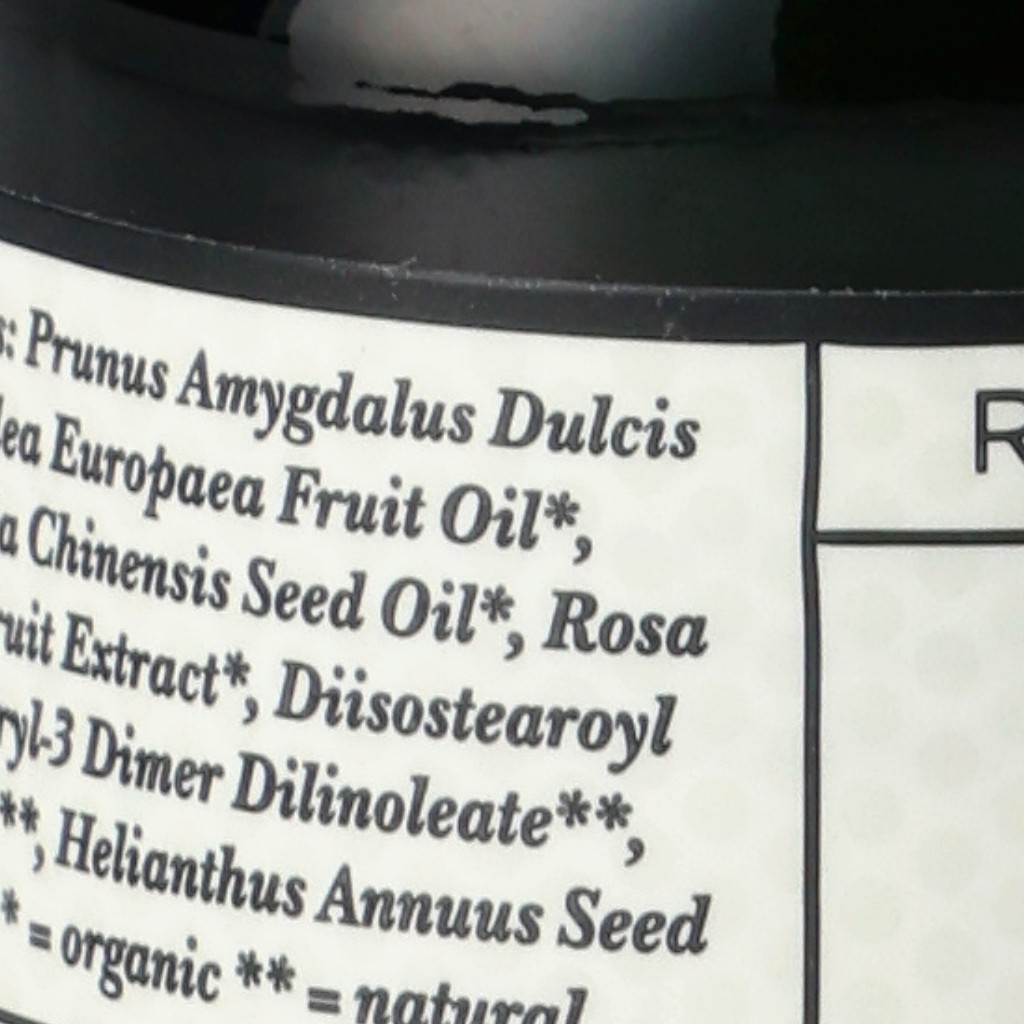 s: Prunus Amygdalus Dulcis
lea Europaea Fruit Oil*,
a Chinensis Seed Oil*, Rosa
ruit Extract*, Diisostearoyl
ryl-3 Dimer Dilinoleate**,
**, Helianthus Annuus Seed
* = organic ** = natural
R